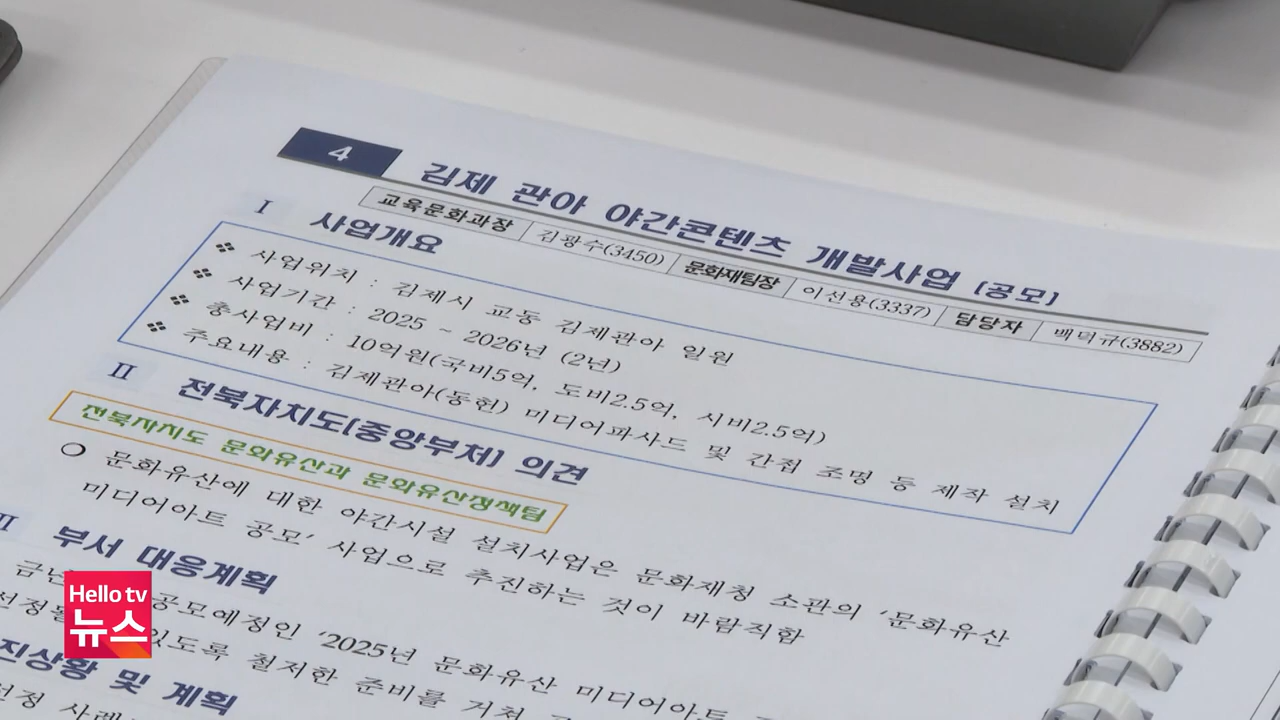 4
김제 관아 야간콘텐츠 개발사업 (공모)
교육문화과장 김광수(3450) 문화재팀장 이선용(3337) 담당자 백덕규(3882)
Ⅰ 사업개요
❖ 사업위치 : 김제시 교동 김제관아 일원
❖ 사업기간 : 2025 ~ 2026년 (2년)
❖ 총사업비 : 10억원(국비5억, 도비2.5억, 시비2.5억)
❖ 주요내용 : 김제관아(동헌) 미디어파사드 및 간접 조명 등 제작 설치
Ⅱ 전북자치도(중앙부처) 의견
전북자치도 문화유산과 문화유산정책팀
○ 문화유산에 대한 야간시설 설치사업은 문화재청 소관의 ‘문화유산
미디어아트 공모’ 사업으로 추진하는 것이 바람직함
부서 대응계획
공모예정인 ‘2025년 문화유산 미디어아트
있도록 철저한 준비를 거쳐
진상황 및 계획
선정 사례
Hello tv
뉴스